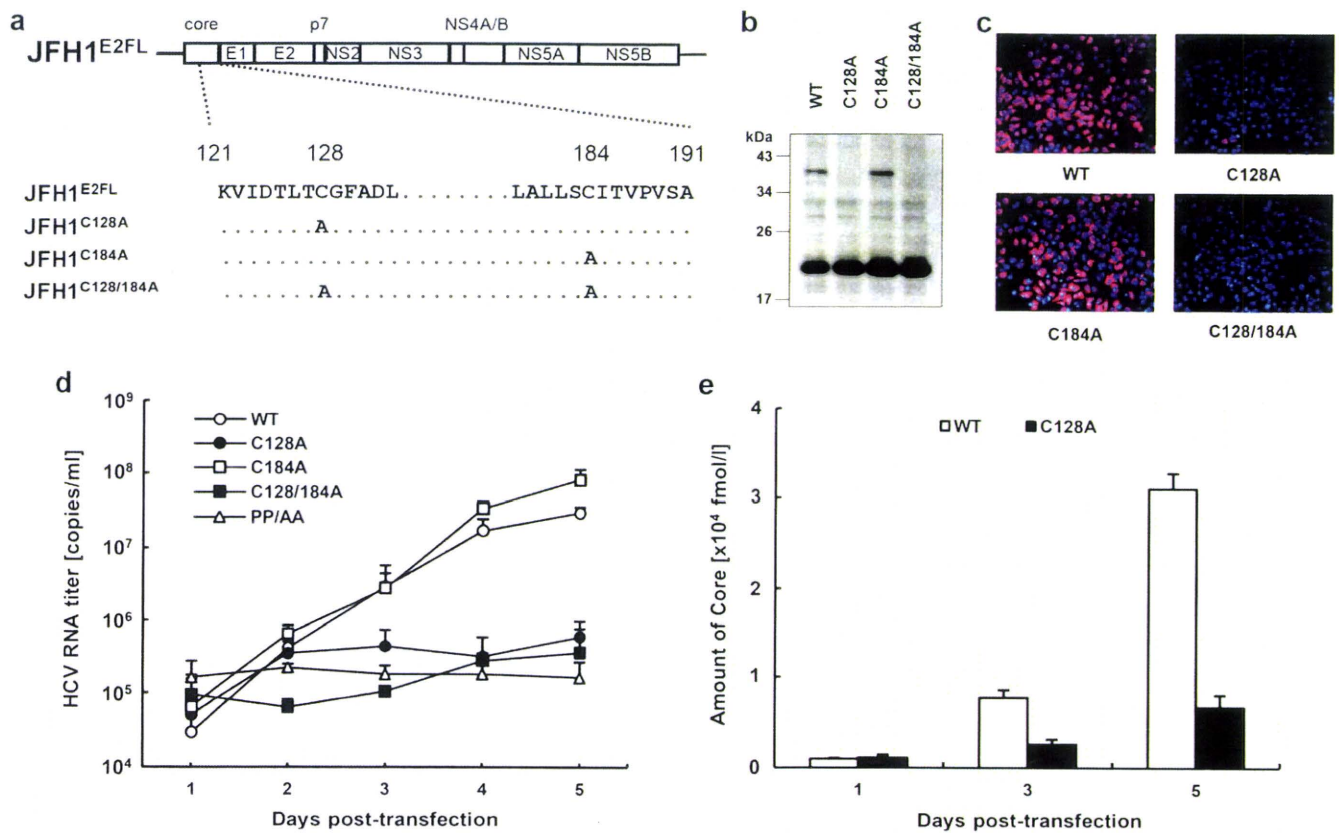 a
core p7 NS4A/B
JFH1E2FL E1 E2 NS2 NS3 NS5A NS5B
121 128 184 191
JFH1E2FL KVIDTLTCGFADL.........LALLSCITVPVSA
JFH1C128A A
JFH1C184A A
JFH1C128/184A A A
b
WT C128A C184A C128/184A
kDa
43
34
26
17
c
WT C128A
C184A C128/184A
d
HCV RNA titer [copies/ml]
10⁹
10⁸
10⁷
10⁶
10⁵
10⁴
WT
C128A
C184A
C128/184A
PP/AA
1 2 3 4 5
Days post-transfection
e
Amount of Core [x10⁴ fmol/l]
4
3
2
1
0
WT C128A
1 3 5
Days post-transfection